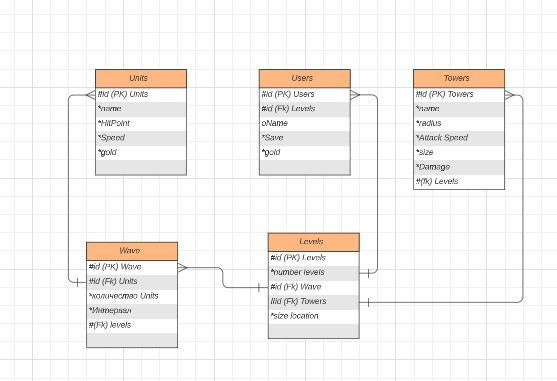 Units
#id (PK) Units
*name
*HitPoint
*Speed
*gold
Users
#id (PK) Users
#id (Fk) Levels
oName
*Save
*gold
Towers
#id (PK) Towers
*name
*radius
*Attack Speed
*size
*Damage
#(fk) Levels
Wave
#id (PK) Wave
#id (Fk) Units
*количество Units
*Интервал
#(Fk) levels
Levels
#id (PK) Levels
*number levels
#id (Fk) Wave
#id (Fk) Towers
*size location